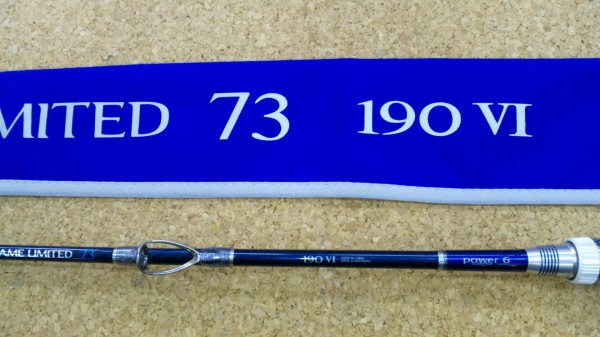 MITED 73 190 VI
AME LIMITED 73 190 VI power 6